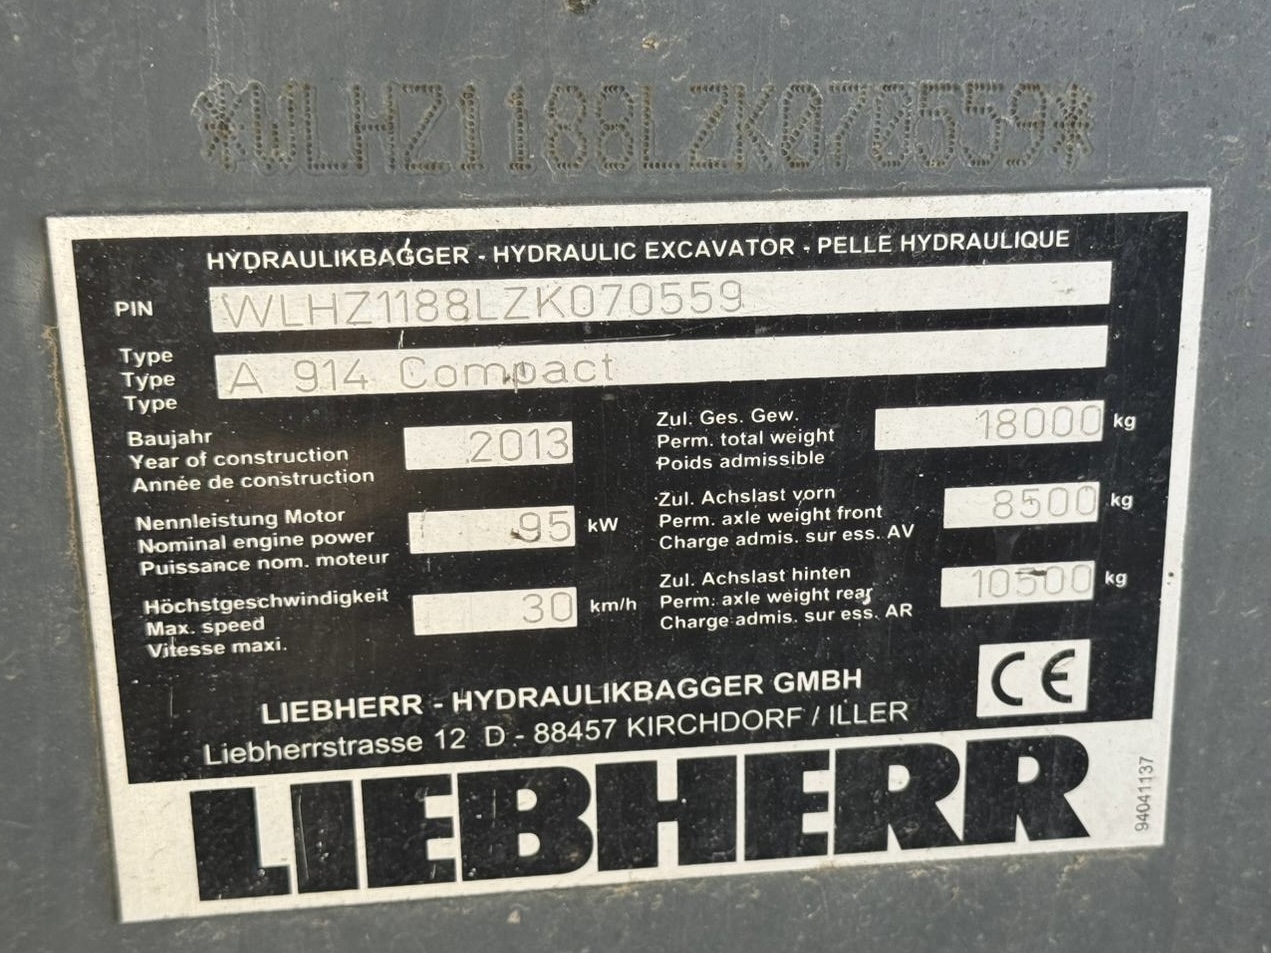 *WLHZ1188LZK070559*
HYDRAULIKBAGGER - HYDRAULIC EXCAVATOR - PELLE HYDRAULIQUE
PIN WLHZ1188LZK070559
Type
Type A 914 Compact
Type
Baujahr
Year of construction 2013
Année de construction
Zul. Ges. Gew.
Perm. total weight 18000 kg
Poids admissible
Nennleistung Motor
Nominal engine power 95 kW
Puissance nom. moteur
Zul. Achslast vorn
Perm. axle weight front 8500 kg
Charge admis. sur ess. AV
Höchstgeschwindigkeit
Max. speed 30 km/h
Vitesse maxi.
Zul. Achslast hinten
Perm. axle weight rear 10500 kg
Charge admis. sur ess. AR
LIEBHERR - HYDRAULIKBAGGER GMBH
Liebherrstrasse 12 D - 88457 KIRCHDORF / ILLER
CE
LIEBHERR
94041137